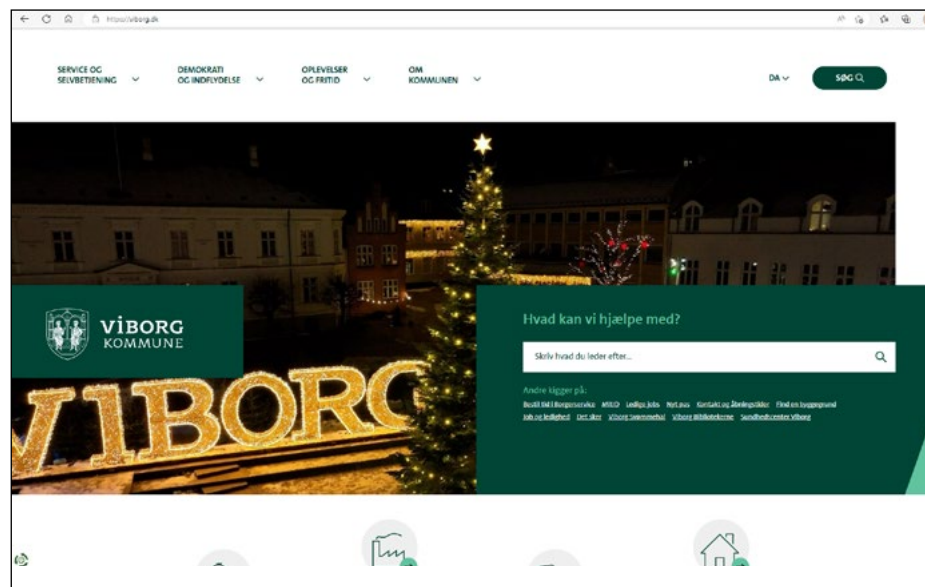 https://viborg.dk
SERVICE OG
SELVBETJENING
DEMOKRATI
OG INDFLYDELSE
OPLEVELSER
OG FRITID
OM
KOMMUNEN
DA
SØG
VIBORG
KOMMUNE
VIBORG
Hvad kan vi hjælpe med?
Skriv hvad du leder efter...
Andre kigger på:
Bestil tid i Borgerservice MitID Ledige jobs Nyt pas Kontakt og åbningstider Find en byggegrund
Job og ledighed Det sker Viborg Svømmehal Viborg Bibliotekerne Sundhedscenter Viborg